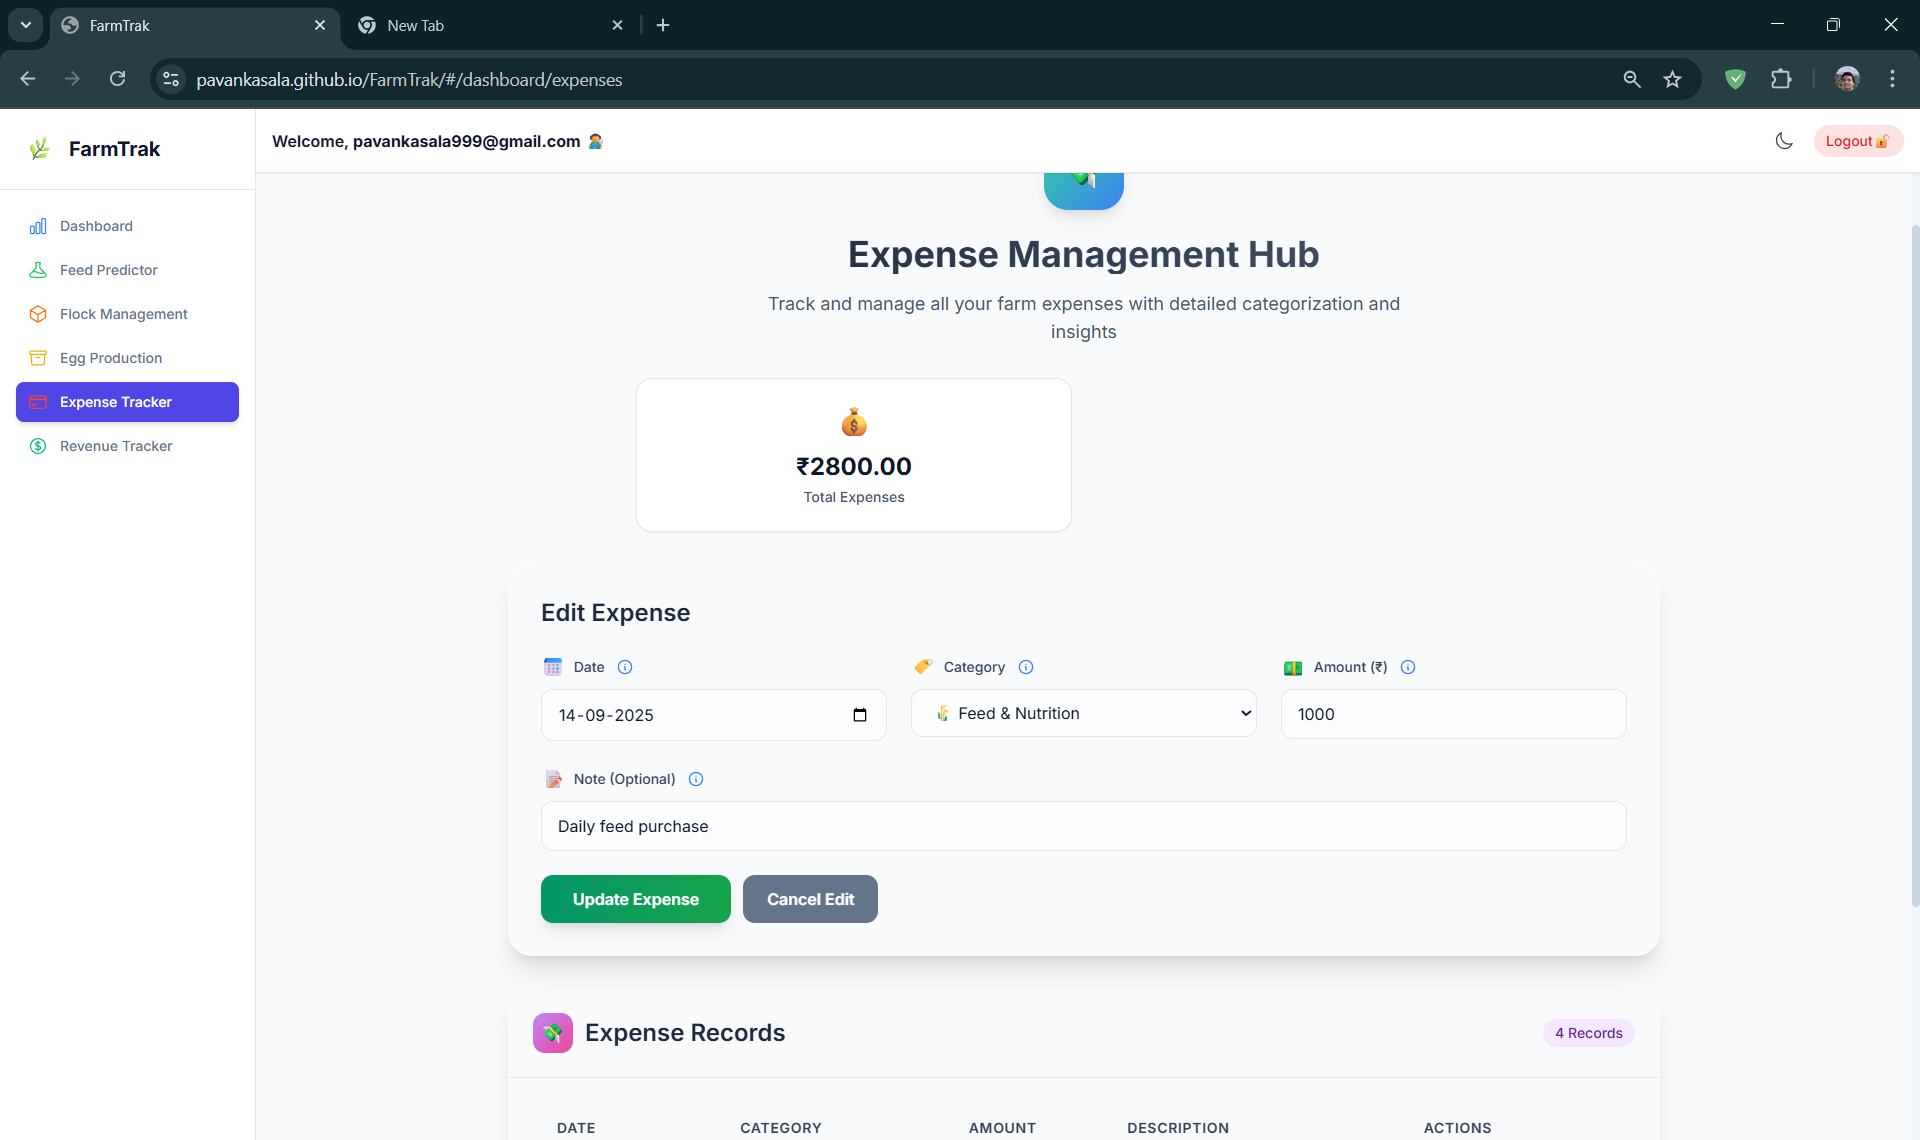 FarmTrak
New Tab
pavankasala.github.io/FarmTrak/#/dashboard/expenses
FarmTrak
Welcome, pavankasala999@gmail.com
Logout
Dashboard
Feed Predictor
Flock Management
Egg Production
Expense Tracker
Revenue Tracker
Expense Management Hub
Track and manage all your farm expenses with detailed categorization and
insights
₹2800.00
Total Expenses
Edit Expense
Date
Category
Amount (₹)
14-09-2025
Feed & Nutrition
1000
Note (Optional)
Daily feed purchase
Update Expense
Cancel Edit
Expense Records
4 Records
DATE
CATEGORY
AMOUNT
DESCRIPTION
ACTIONS